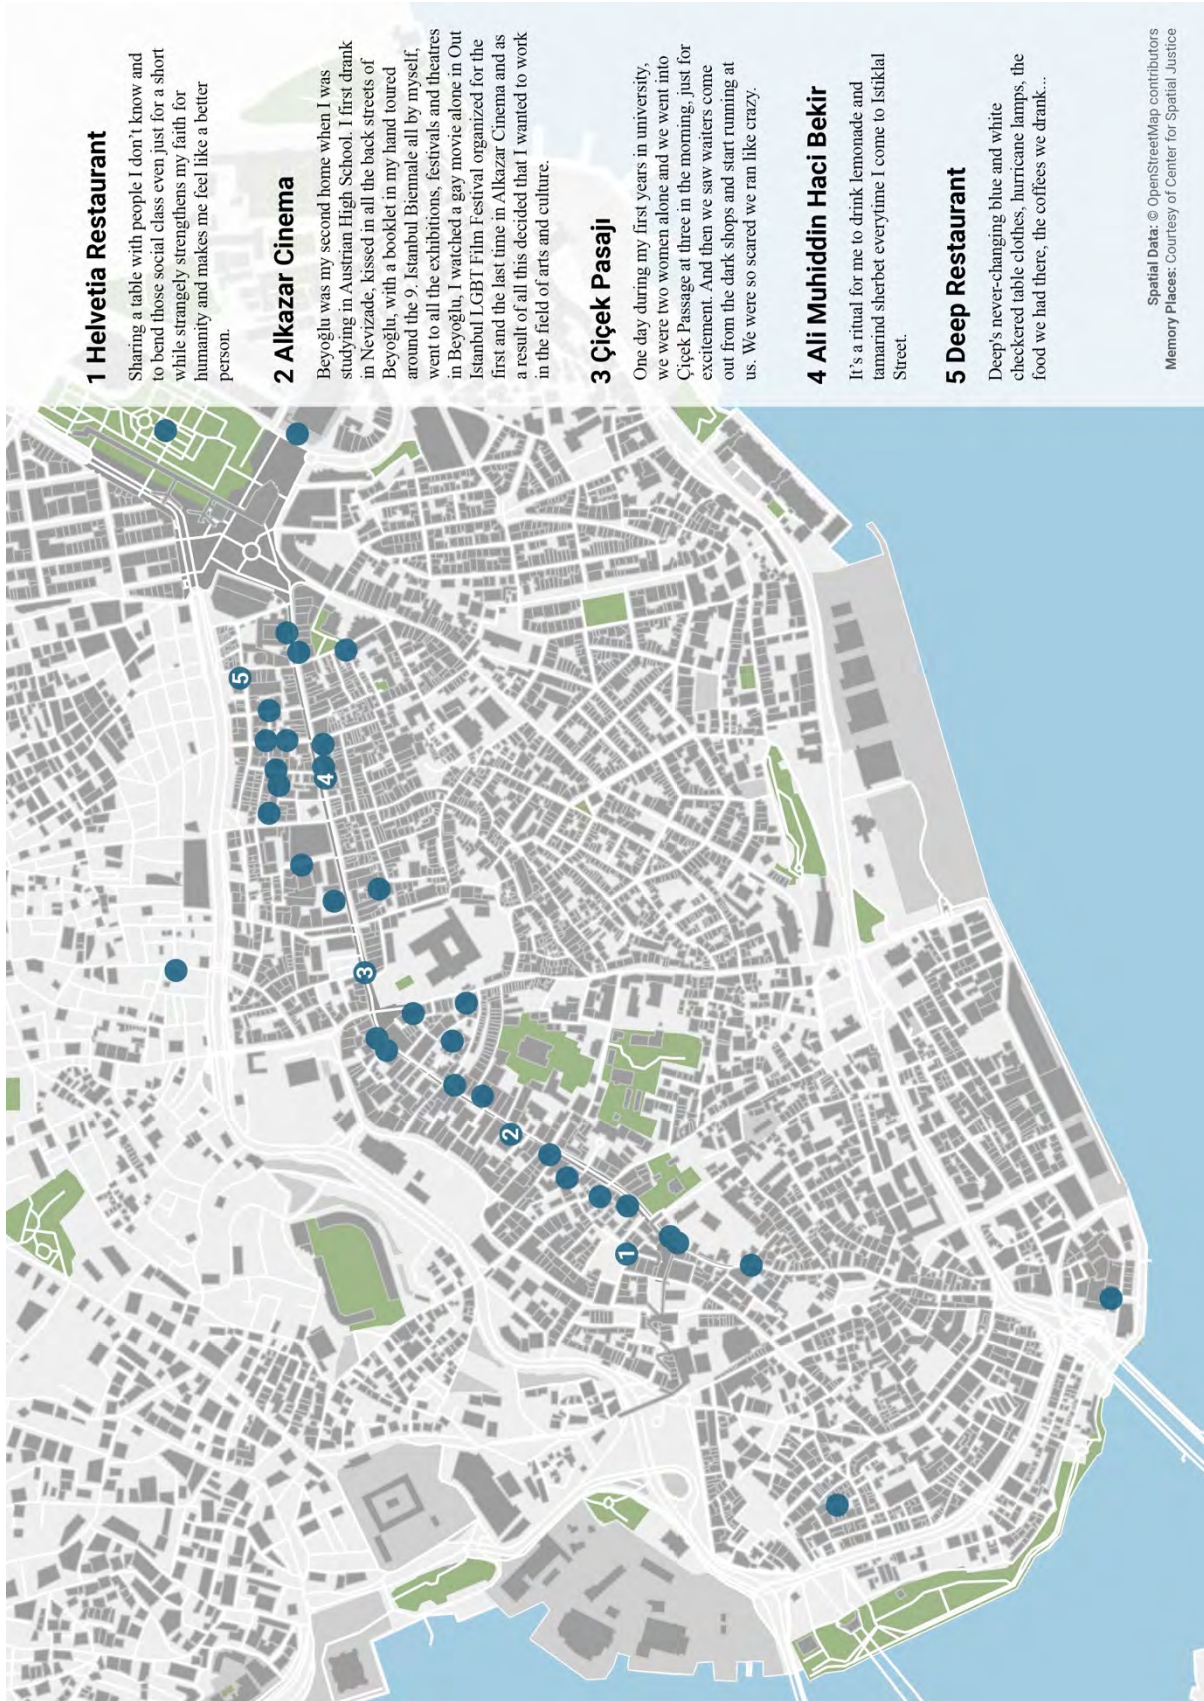 1 Helvetia Restaurant
Sharing a table with people I don't know and
to bend those social class even just for a short
while strangely strengthens my faith for
humanity and makes me feel like a better
person.
2 Alkazar Cinema
Beyoğlu was my second home when I was
studying in Austrian High School. I first drank
in Nevizade, kissed in all the back streets of
Beyoğlu, with a booklet in my hand toured
around the 9. Istanbul Biennale all by myself,
went to all the exhibitions, festivals and theatres
in Beyoğlu, I watched a gay movie alone in Out
Istanbul LGBT Film Festival organized for the
first and the last time in Alkazar Cinema and as
a result of all this decided that I wanted to work
in the field of arts and culture.
3 Çiçek Pasajı
One day during my first years in university,
we were two women alone and we went into
Çiçek Passage at three in the morning, just for
excitement. And then we saw waiters come
out from the dark shops and start running at
us. We were so scared we ran like crazy.
4 Ali Muhiddin Haci Bekir
It's a ritual for me to drink lemonade and
tamarind sherbet everytime I come to Istiklal
Street.
5 Deep Restaurant
Deep's never-changing blue and white
checkered table clothes, hurricane lamps, the
food we had there, the coffees we drank...
Spatial Data: © OpenStreetMap contributors
Memory Places: Courtesy of Center for Spatial Justice
5
4
3
2
1